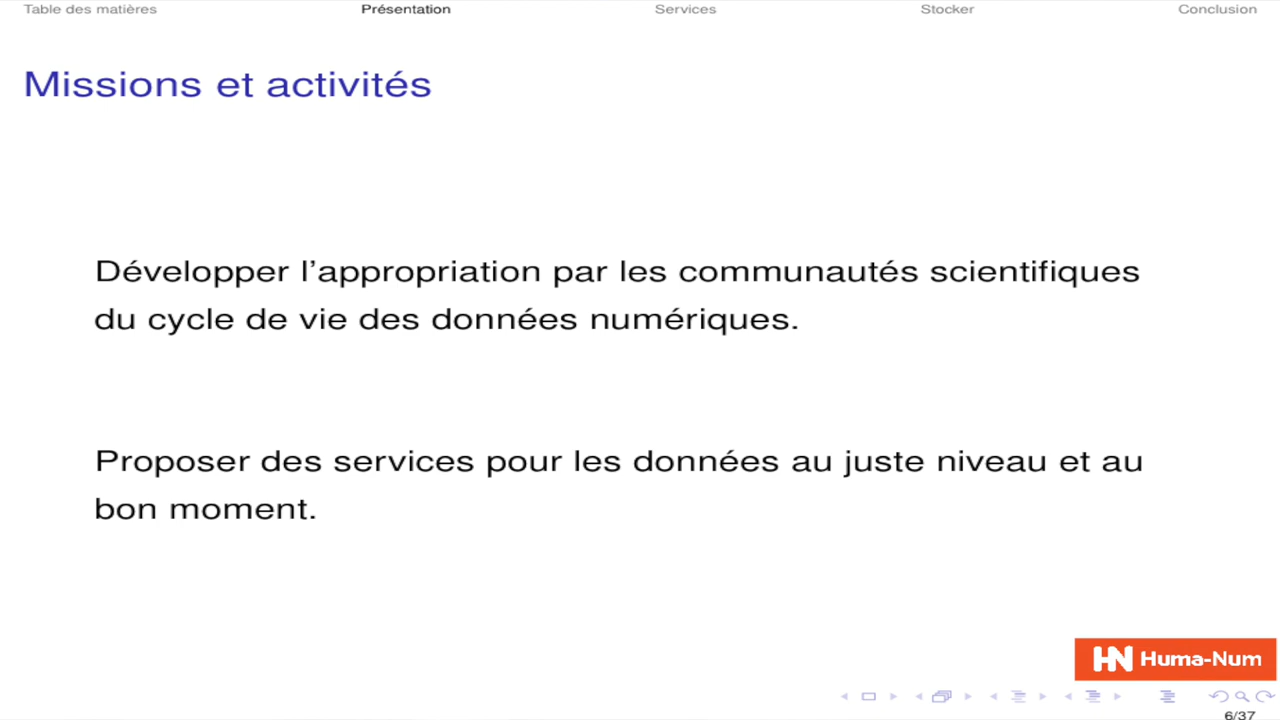 Table des matières Présentation Services Stocker Conclusion
Missions et activités
Développer l'appropriation par les communautés scientifiques
du cycle de vie des données numériques.
Proposer des services pour les données au juste niveau et au
bon moment.
HN Huma-Num
6/37